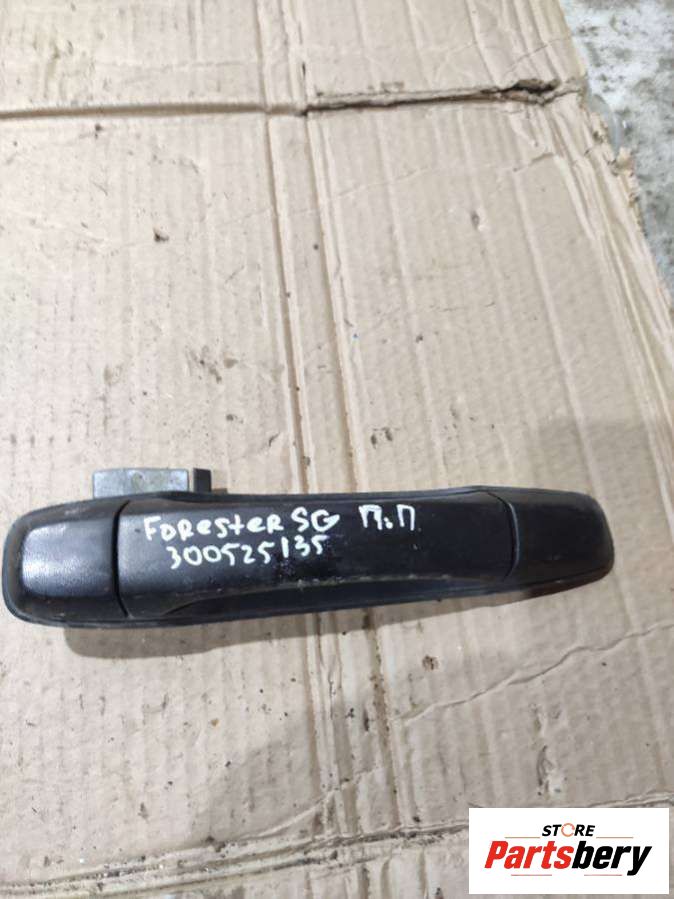 Forester SG П.П
300525135
STORE
Partsbery